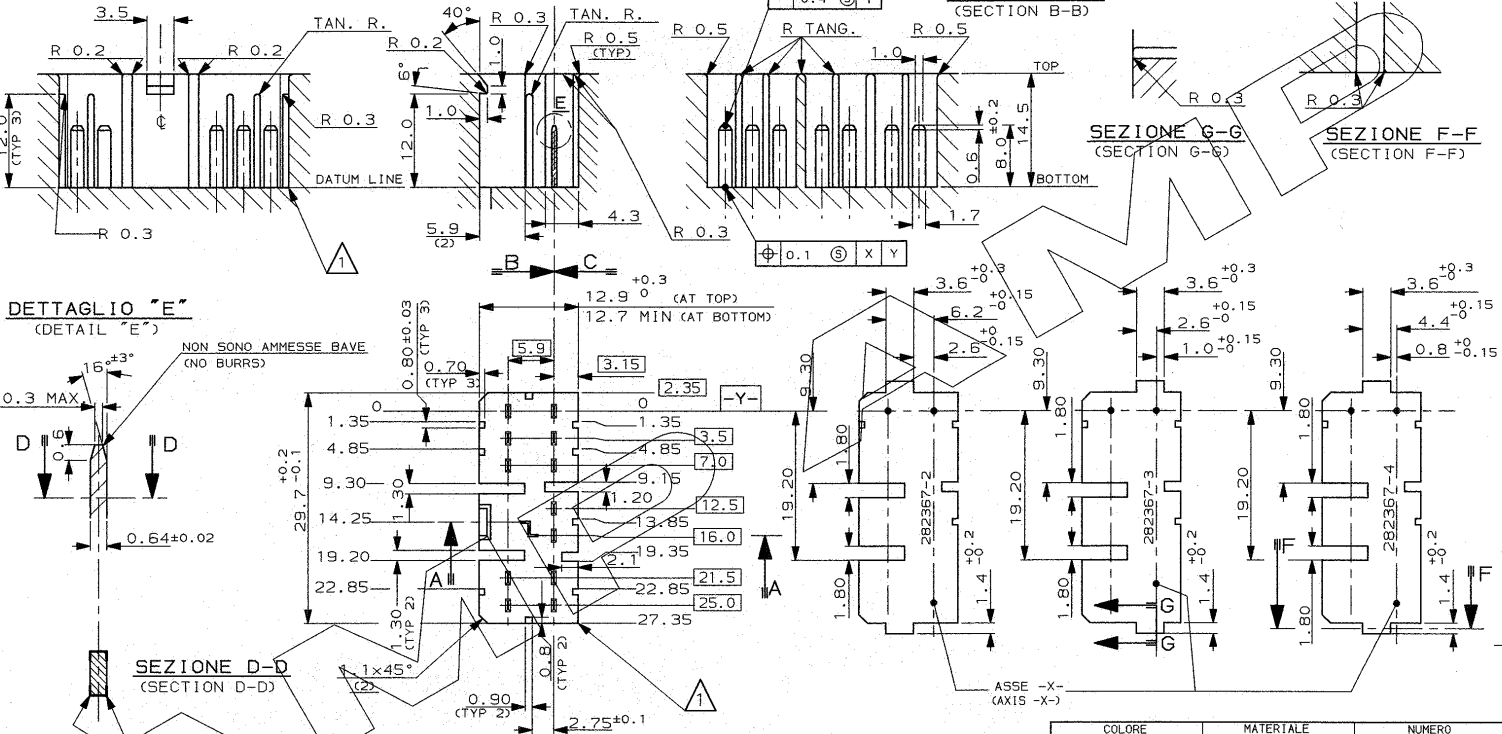 3.5
R 0.2
R 0.2
TAN. R.
12.0
(TYP 3)
℄
R 0.3
R 0.3
DATUM LINE
1
40°
R 0.3
TAN. R.
R 0.2
1.0
R 0.5
(TYP)
6°
1.0
E
12.0
5.9
(2)
4.3
R 0.3
B
C
(SECTION B-B)
R 0.5
R TANG.
1.0
R 0.5
TOP
0.6
8.0 ±0.2
14.5
BOTTOM
1.7
0.1 Ⓢ X Y
R 0.3
SEZIONE G-G
(SECTION G-G)
R 0.3
SEZIONE F-F
(SECTION F-F)
DETTAGLIO "E"
(DETAIL "E")
NON SONO AMMESSE BAVE
(NO BURRS)
16° ±3°
0.3 MAX.
0.6
D
D
0.64±0.02
SEZIONE D-D
(SECTION D-D)
12.9 +0.3 0 (AT TOP)
12.7 MIN (AT BOTTOM)
0.80±0.03
(TYP 3)
0.70
(TYP 3)
5.9
3.15
2.35
-Y-
0
0
1.35
1.35
3.5
4.85
4.85
7.0
9.30
9.15
1.30
1.20
12.5
14.25
13.85
16.0
19.20
19.35
2.1
21.5
22.85
22.85
25.0
27.35
29.7 +0.2 -0.1
A
A
1.30
(TYP 2)
1.1x45°
(2)
0.8
(TYP 2)
0.90
(TYP 2)
2.75±0.1
1
3.6 +0.3 -0
6.2 +0.15 -0
2.6 +0.15 -0
9.30
1.80
19.20
1.80
282367-2
1.4 +0.2 -0
3.6 +0.3 -0
2.6 +0.15 -0
1.0 +0.15 -0
9.30
1.80
19.20
1.80
282367-3
1.4 +0.2 -0
G
G
3.6 +0.3 -0
4.4 +0.15 -0
0.8 +0 -0.15
9.30
1.80
19.20
1.80
282367-4
1.4 +0.2 -0
F
F
ASSE -X-
(AXIS -X-)
COLORE MATERIALE NUMERO